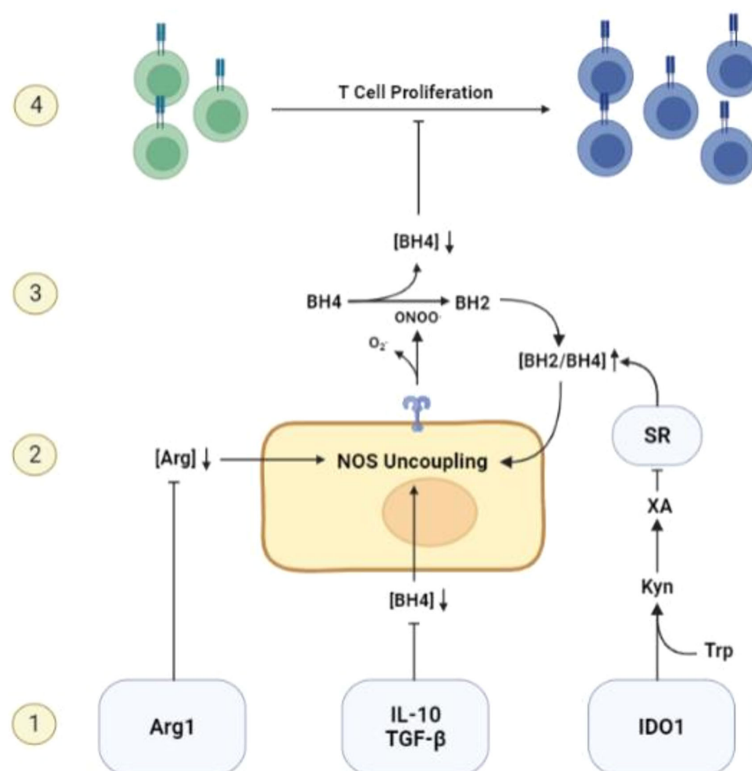 4
T Cell Proliferation
[BH4]↓
3
BH4
BH2
ONOO-
O2-
[BH2/BH4]↑
2
[Arg]↓
NOS Uncoupling
SR
XA
[BH4]↓
Kyn
Trp
1
Arg1
IL-10
TGF-β
IDO1